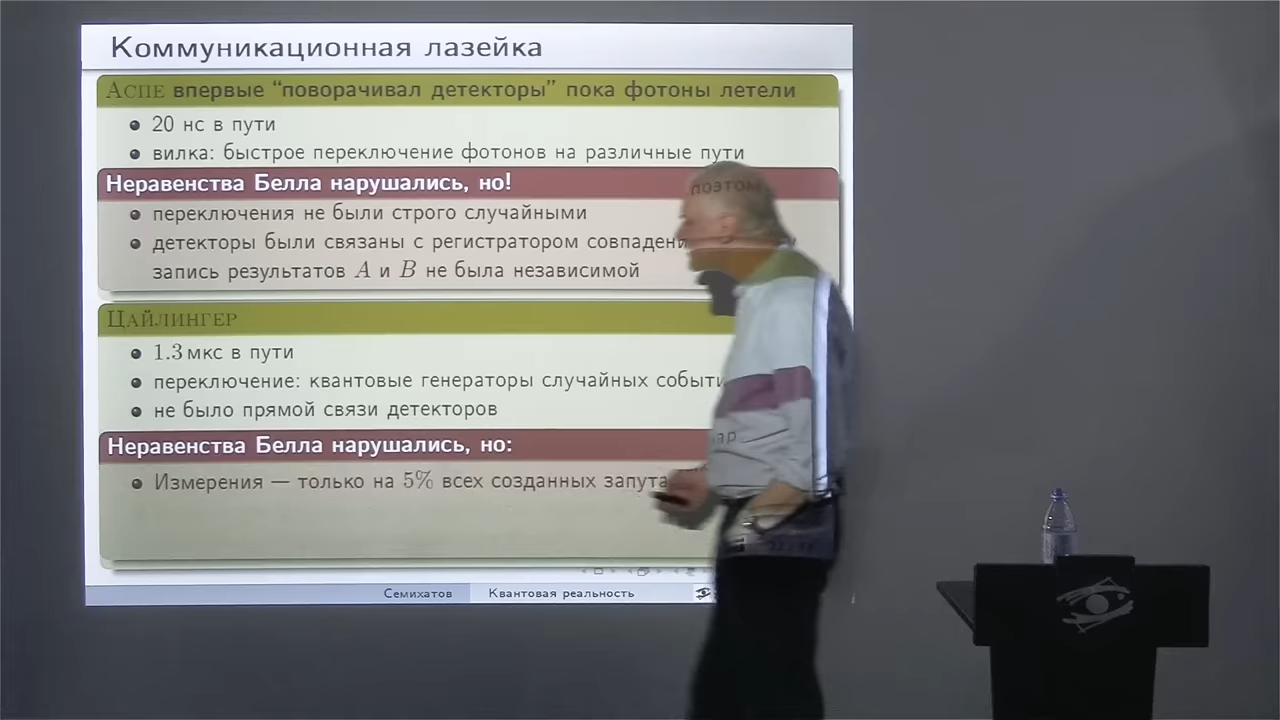 Коммуникационная лазейка
Аспе впервые “поворачивал детекторы” пока фотоны летели
20 нс в пути
вилка: быстрое переключение фотонов на различные пути
Неравенства Белла нарушались, но!
переключения не были строго случайными
детекторы были связаны с регистратором совпадени
поэтом
запись результатов A и B не была независимой
Цайлингер
1.3 мкс в пути
переключение: квантовые генераторы случайных событи
не было прямой связи детекторов
Неравенства Белла нарушались, но:
Измерения — только на 5% всех созданных запута
Семихатов
Квантовая реальность